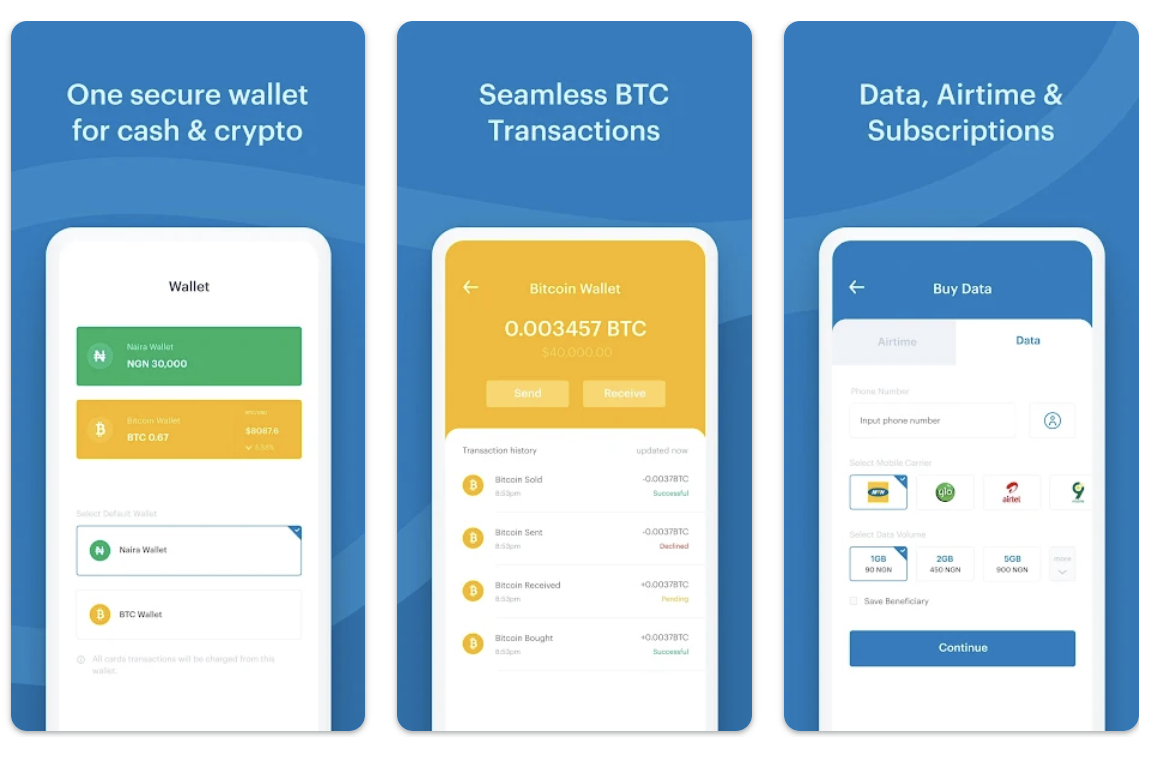 One secure wallet
for cash & crypto
Wallet
Naira Wallet
NGN 30,000
Bitcoin Wallet
BTC 0.67
$8087.6
5.88%
Select Default Wallet
Naira Wallet
BTC Wallet
All cards transactions will be charged from this
wallet.
Seamless BTC
Transactions
Bitcoin Wallet
0.003457 BTC
$40,000.00
Send
Receive
Transaction history
updated now
Bitcoin Sold
-0.0037BTC
8:53pm
Successful
Bitcoin Sent
-0.0037BTC
8:53pm
Declined
Bitcoin Received
+0.0037BTC
8:53pm
Pending
Bitcoin Bought
+0.0037BTC
8:53pm
Successful
Data, Airtime &
Subscriptions
Buy Data
Airtime
Data
Phone Number
Input phone number
Select Mobile Carrier
MTN
glo
airtel
9
Select Data Volume
1GB
90 NGN
2GB
450 NGN
5GB
900 NGN
Save Beneficiary
Continue